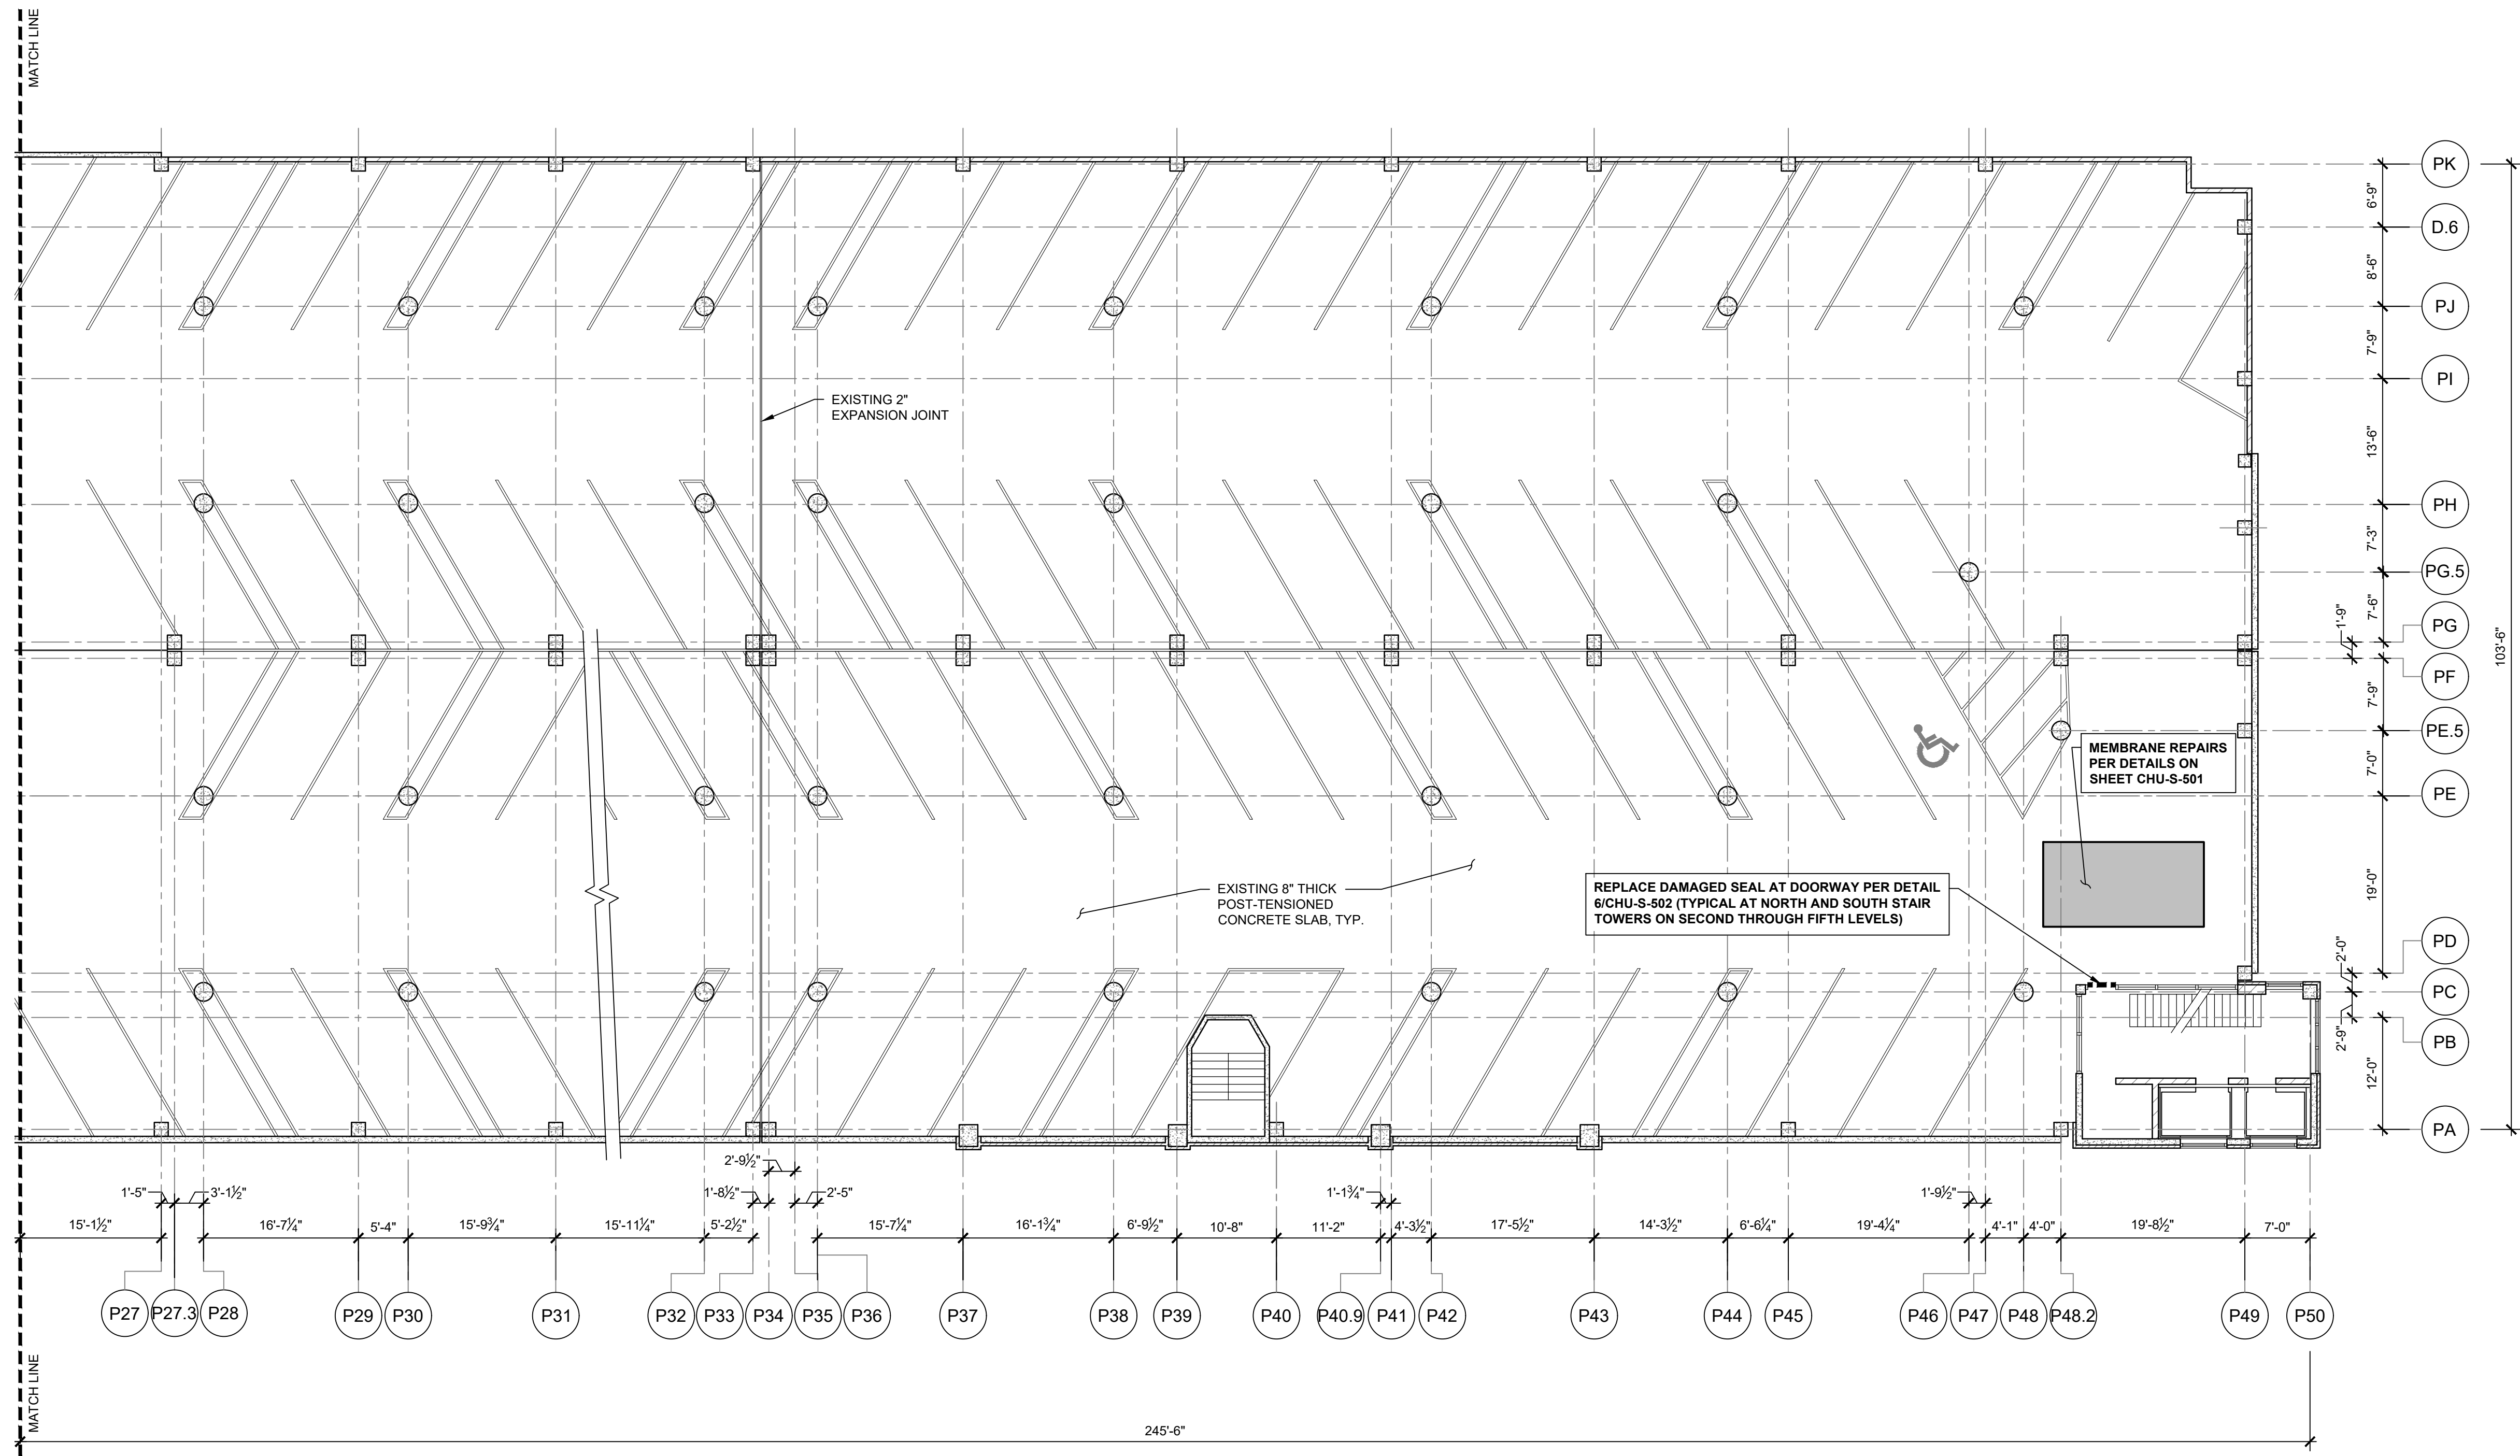 MATCH LINE
PK
6'-9"
D.6
8'-6"
PJ
7'-9"
PI
EXISTING 2"
EXPANSION JOINT
13'-6"
PH
7'-3"
PG.5
7'-6"
1'-9"
PG
103'-6"
PF
7'-9"
PE.5
MEMBRANE REPAIRS
PER DETAILS ON
SHEET CHU-S-501
7'-0"
PE
EXISTING 8" THICK
POST-TENSIONED
CONCRETE SLAB, TYP.
REPLACE DAMAGED SEAL AT DOORWAY PER DETAIL
6/CHU-S-502 (TYPICAL AT NORTH AND SOUTH STAIR
TOWERS ON SECOND THROUGH FIFTH LEVELS)
19'-0"
PD
2'-0"
PC
2'-9"
PB
12'-0"
PA
2'-9½"
1'-5"
3'-1½"
1'-8½"
2'-5"
1'-1¾"
1'-9½"
15'-1½"
16'-7¼"
5'-4"
15'-9¾"
15'-11¼"
5'-2½"
15'-7¼"
16'-1¾"
6'-9½"
10'-8"
11'-2"
4'-3½"
17'-5½"
14'-3½"
6'-6¼"
19'-4¼"
4'-1"
4'-0"
19'-8½"
7'-0"
P27
P27.3
P28
P29
P30
P31
P32
P33
P34
P35
P36
P37
P38
P39
P40
P40.9
P41
P42
P43
P44
P45
P46
P47
P48
P48.2
P49
P50
MATCH LINE
245'-6"